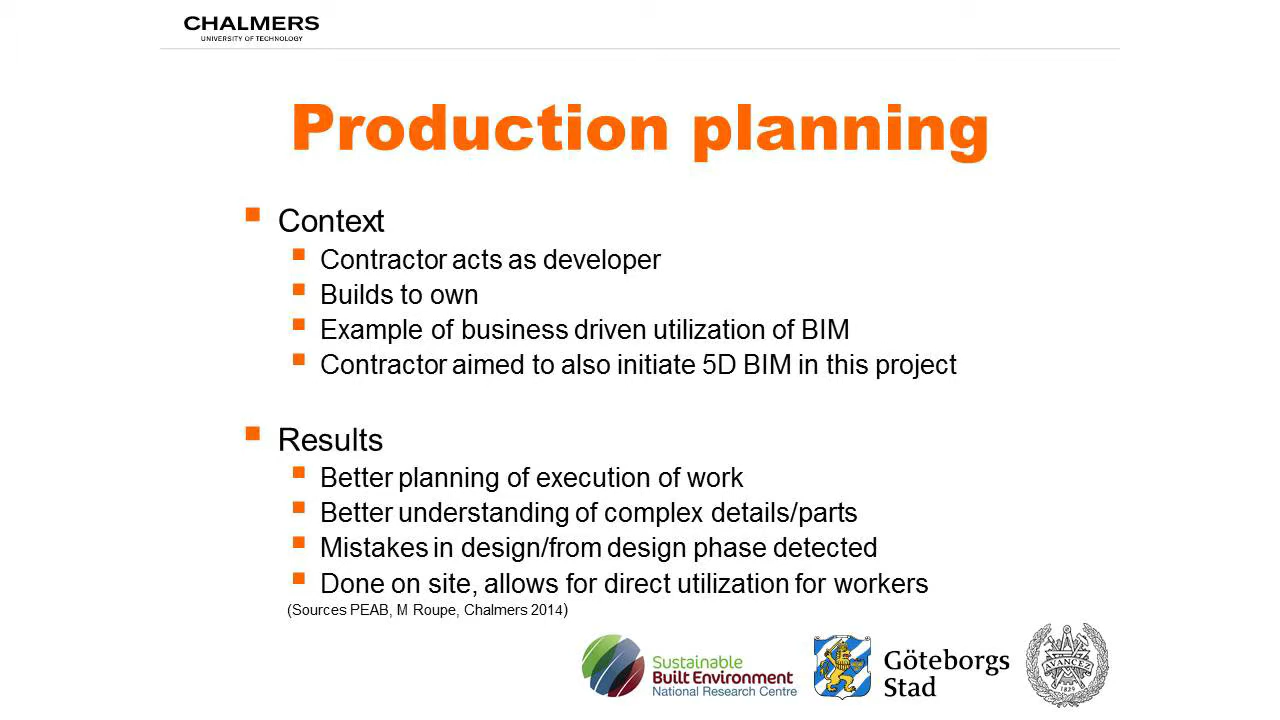 CHALMERS
UNIVERSITY OF TECHNOLOGY
Production planning
Context
Contractor acts as developer
Builds to own
Example of business driven utilization of BIM
Contractor aimed to also initiate 5D BIM in this project
Results
Better planning of execution of work
Better understanding of complex details/parts
Mistakes in design/from design phase detected
Done on site, allows for direct utilization for workers
(Sources PEAB, M Roupe, Chalmers 2014)
Sustainable
Built Environment
National Research Centre
Göteborgs
Stad
AVANCEZ
1829